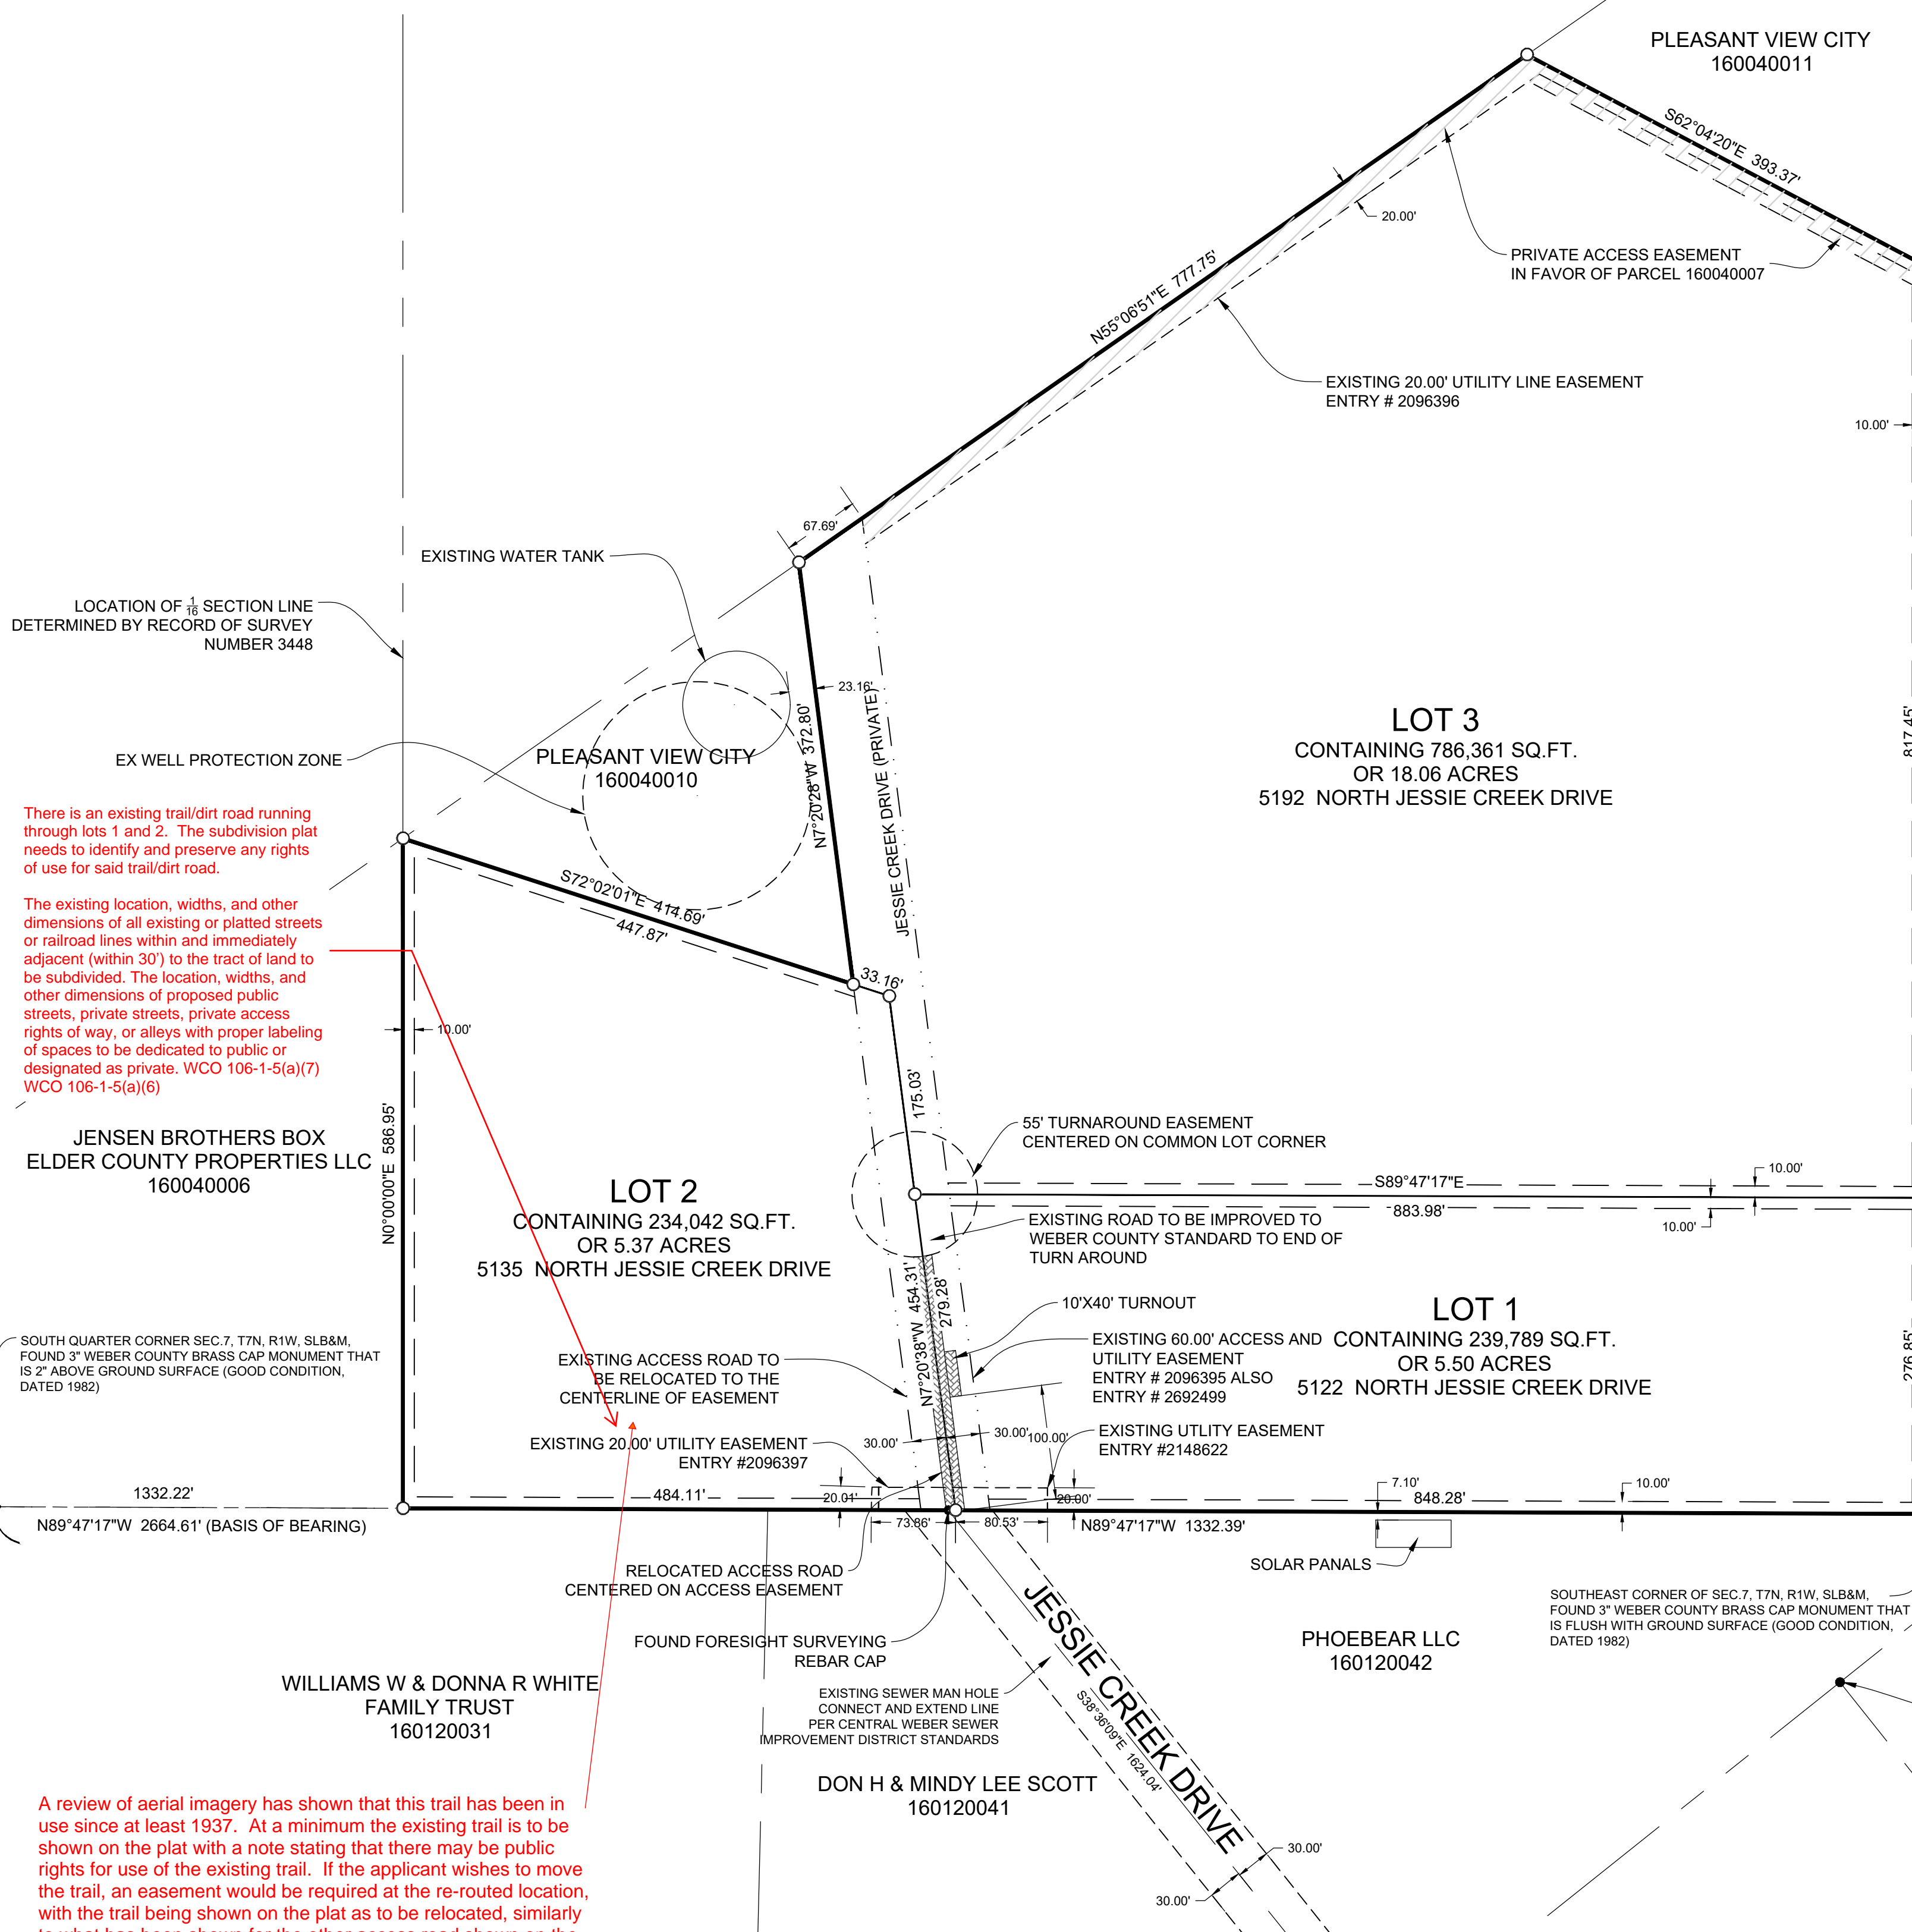 PLEASANT VIEW CITY
160040011
S62°04'20"E 393.37'
20.00'
PRIVATE ACCESS EASEMENT
IN FAVOR OF PARCEL 160040007
N55°06'51"E 777.75'
EXISTING 20.00' UTILITY LINE EASEMENT
ENTRY # 2096396
10.00'
67.69'
EXISTING WATER TANK
LOCATION OF 1/16 SECTION LINE
DETERMINED BY RECORD OF SURVEY
NUMBER 3448
23.16'
N7°20'28"W 372.80'
JESSIE CREEK DRIVE (PRIVATE)
LOT 3
CONTAINING 786,361 SQ.FT.
OR 18.06 ACRES
5192 NORTH JESSIE CREEK DRIVE
817.45'
EX WELL PROTECTION ZONE
PLEASANT VIEW CITY
160040010
There is an existing trail/dirt road running
through lots 1 and 2. The subdivision plat
needs to identify and preserve any rights
of use for said trail/dirt road.
The existing location, widths, and other
dimensions of all existing or platted streets
or railroad lines within and immediately
adjacent (within 30') to the tract of land to
be subdivided. The location, widths, and
other dimensions of proposed public
streets, private streets, private access
rights of way, or alleys with proper labeling
of spaces to be dedicated to public or
designated as private. WCO 106-1-5(a)(7)
WCO 106-1-5(a)(6)
S72°02'01"E 414.69'
447.87'
33.16'
10.00'
175.03'
JENSEN BROTHERS BOX
ELDER COUNTY PROPERTIES LLC
160040006
N0°00'00"E 586.95'
55' TURNAROUND EASEMENT
CENTERED ON COMMON LOT CORNER
S89°47'17"E
883.98'
10.00'
10.00'
LOT 2
CONTAINING 234,042 SQ.FT.
OR 5.37 ACRES
5135 NORTH JESSIE CREEK DRIVE
EXISTING ROAD TO BE IMPROVED TO
WEBER COUNTY STANDARD TO END OF
TURN AROUND
N7°20'38"W 454.31'
279.28'
10'X40' TURNOUT
LOT 1
CONTAINING 239,789 SQ.FT.
OR 5.50 ACRES
5122 NORTH JESSIE CREEK DRIVE
276.85'
SOUTH QUARTER CORNER SEC.7, T7N, R1W, SLB&M,
FOUND 3" WEBER COUNTY BRASS CAP MONUMENT THAT
IS 2" ABOVE GROUND SURFACE (GOOD CONDITION,
DATED 1982)
EXISTING ACCESS ROAD TO
BE RELOCATED TO THE
CENTERLINE OF EASEMENT
EXISTING 60.00' ACCESS AND
UTILITY EASEMENT
ENTRY # 2096395 ALSO
ENTRY # 2692499
EXISTING 20.00' UTILITY EASEMENT
ENTRY #2096397
30.00'
30.00'
100.00'
EXISTING UTLITY EASEMENT
ENTRY #2148622
1332.22'
N89°47'17"W 2664.61' (BASIS OF BEARING)
484.11'
20.01'
20.00'
73.86'
80.53'
N89°47'17"W 1332.39'
7.10'
848.28'
10.00'
SOLAR PANALS
RELOCATED ACCESS ROAD
CENTERED ON ACCESS EASEMENT
FOUND FORESIGHT SURVEYING
REBAR CAP
SOUTHEAST CORNER OF SEC.7, T7N, R1W, SLB&M,
FOUND 3" WEBER COUNTY BRASS CAP MONUMENT THAT
IS FLUSH WITH GROUND SURFACE (GOOD CONDITION,
DATED 1982)
PHOEBEAR LLC
160120042
WILLIAMS W & DONNA R WHITE
FAMILY TRUST
160120031
EXISTING SEWER MAN HOLE
CONNECT AND EXTEND LINE
PER CENTRAL WEBER SEWER
IMPROVEMENT DISTRICT STANDARDS
JESSIE CREEK DRIVE
S38°36'09"E 1624.04'
DON H & MINDY LEE SCOTT
160120041
30.00'
30.00'
A review of aerial imagery has shown that this trail has been in
use since at least 1937. At a minimum the existing trail is to be
shown on the plat with a note stating that there may be public
rights for use of the existing trail. If the applicant wishes to move
the trail, an easement would be required at the re-routed location,
with the trail being shown on the plat as to be relocated, similarly
to what has been shown for the other access road shown on the